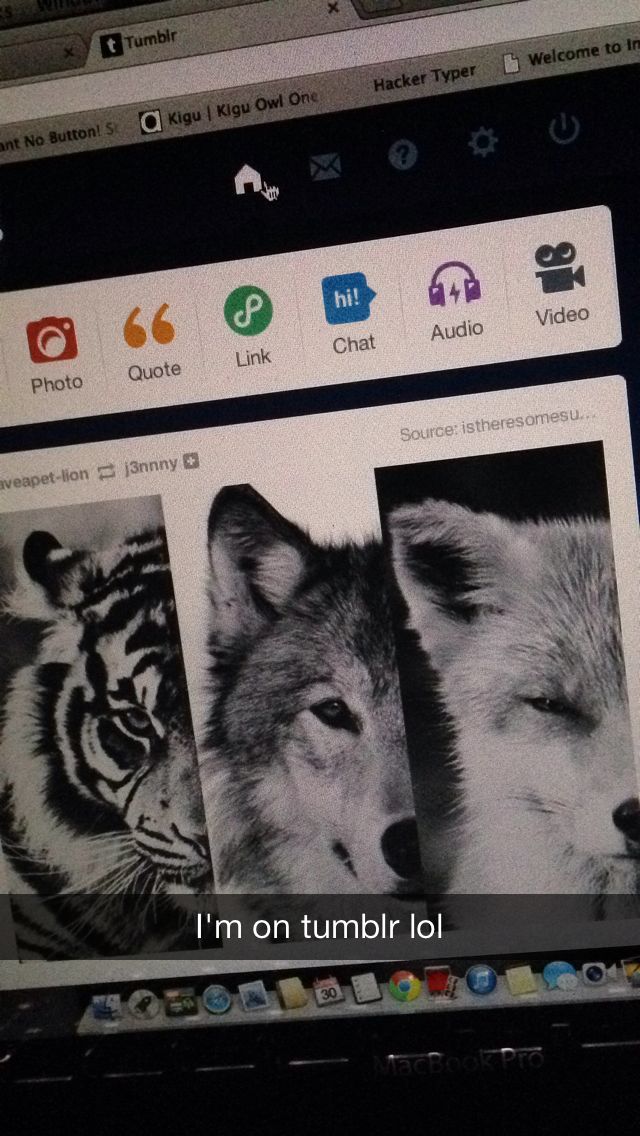 Tumblr
ant No Button!
Kigu | Kigu Owl One
Hacker Typer
Welcome to In
Photo
Quote
Link
hi!
Chat
Audio
Video
aveapet-lion
j3nnny
Source: istheresomesu...
I'm on tumblr lol
30
MacBook Pro